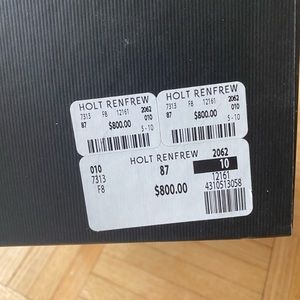 HOLT RENFREW
7313 F8 12161 2062
87 010
$800.00
5-10
HOLT RENFREW
7313 F8 12161 2062
87 010
$800.00
5-10
HOLT RENFREW
010 87 2062
7313 10
F8 12161
$800.00 4310513058